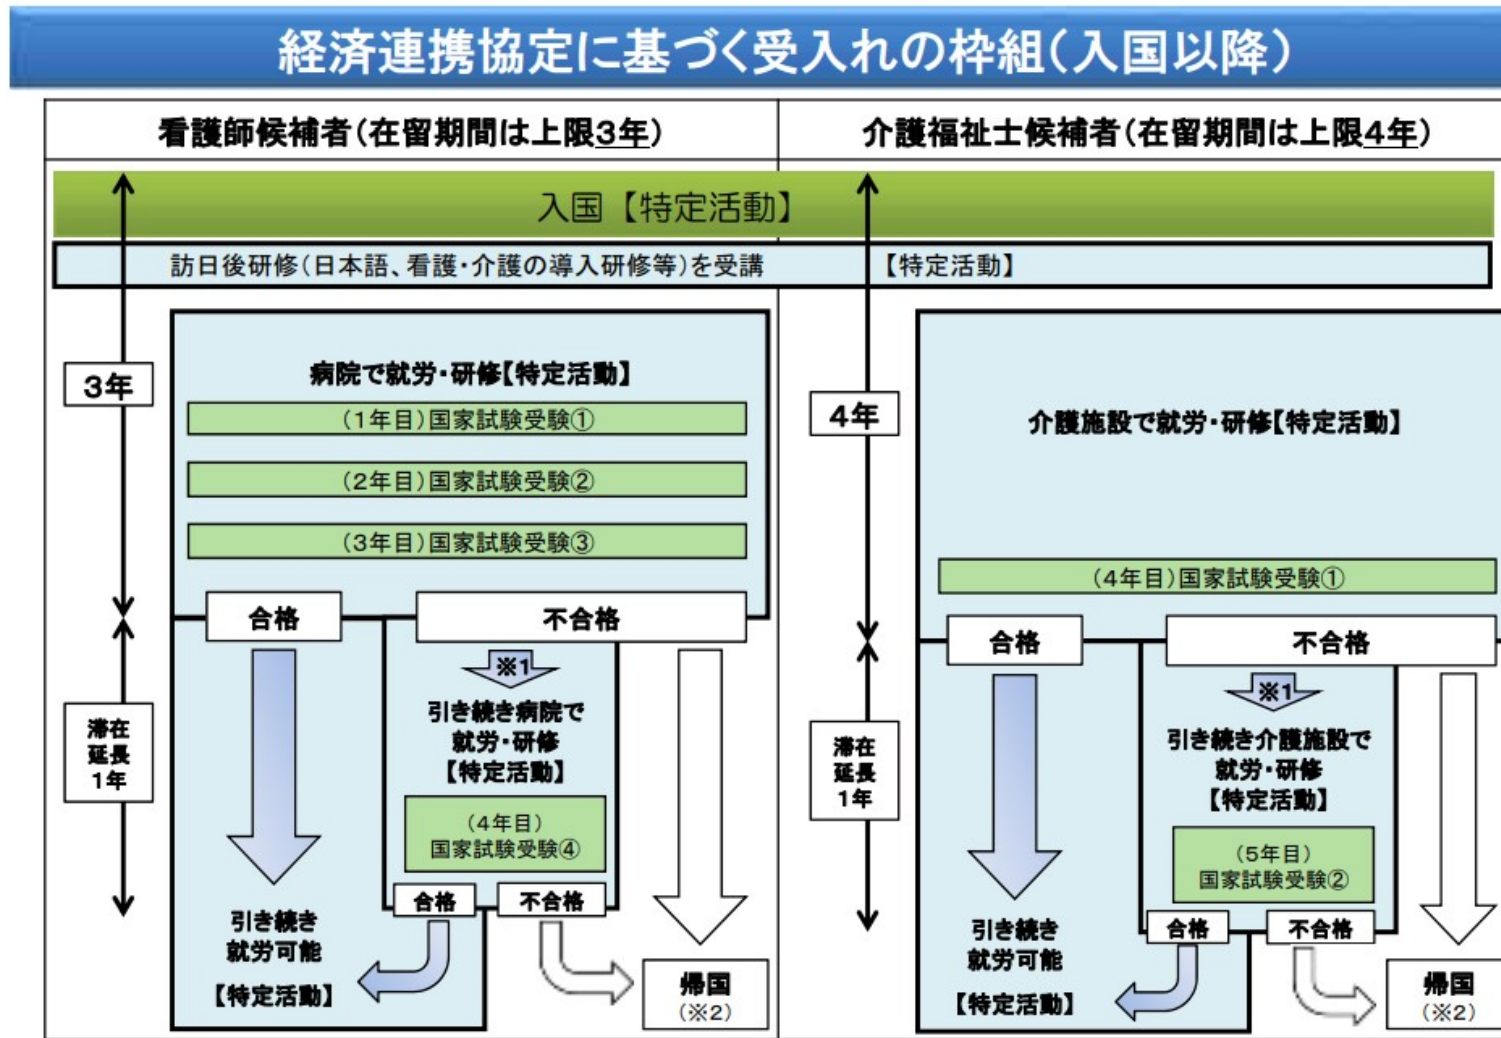 経済連携協定に基づく受入れの枠組(入国以降)
看護師候補者(在留期間は上限3年)
介護福祉士候補者(在留期間は上限4年)
入国【特定活動】
訪日後研修(日本語、看護・介護の導入研修等)を受講 【特定活動】
3年
病院で就労・研修【特定活動】
(1年目)国家試験受験①
(2年目)国家試験受験②
(3年目)国家試験受験③
合格
不合格
滞在
延長
1年
※1
引き続き病院で
就労・研修
【特定活動】
(4年目)
国家試験受験④
合格
不合格
引き続き
就労可能
【特定活動】
帰国
(※2)
4年
介護施設で就労・研修【特定活動】
(4年目)国家試験受験①
合格
不合格
滞在
延長
1年
※1
引き続き介護施設で
就労・研修
【特定活動】
(5年目)
国家試験受験②
合格
不合格
引き続き
就労可能
【特定活動】
帰国
(※2)